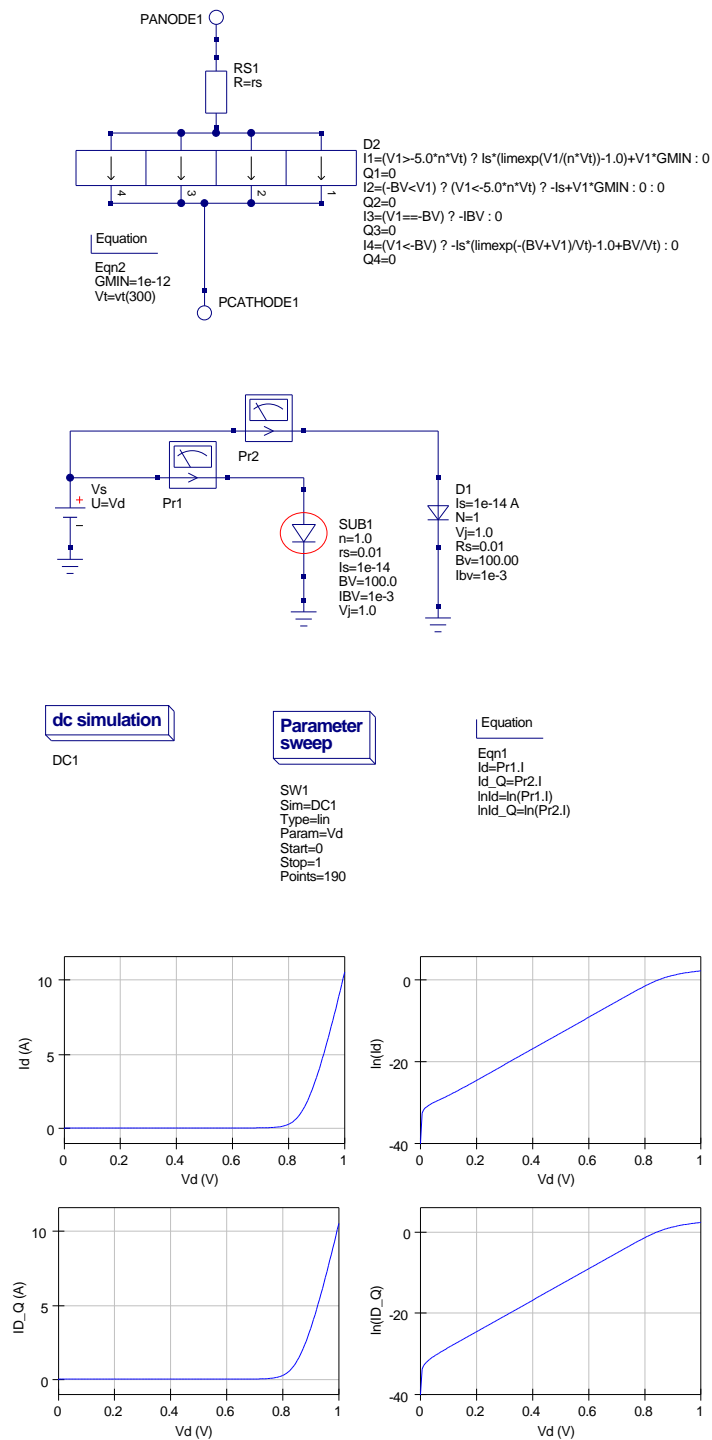 PANODE1
RS1
R=rs
D2
I1=(V1>-5.0*n*Vt) ? Is*(limexp(V1/(n*Vt))-1.0)+V1*GMIN : 0
Q1=0
I2=(-BV<V1) ? (V1<-5.0*n*Vt) ? -Is+V1*GMIN : 0 : 0
Q2=0
I3=(V1==-BV) ? -IBV : 0
Q3=0
I4=(V1<-BV) ? -Is*(limexp(-(BV+V1)/Vt)-1.0+BV/Vt) : 0
Q4=0
4 3 2 1
Equation
Eqn2
GMIN=1e-12
Vt=vt(300)
PCATHODE1
Pr2
Pr1
Vs
U=Vd
+
−
SUB1
n=1.0
rs=0.01
Is=1e-14
BV=100.0
IBV=1e-3
Vj=1.0
D1
Is=1e-14 A
N=1
Vj=1.0
Rs=0.01
Bv=100.00
Ibv=1e-3
dc simulation
DC1
Parameter
sweep
SW1
Sim=DC1
Type=lin
Param=Vd
Start=0
Stop=1
Points=190
Equation
Eqn1
Id=Pr1.I
Id_Q=Pr2.I
lnId=ln(Pr1.I)
lnId_Q=ln(Pr2.I)
Id (A)
10
5
0
0 0.2 0.4 0.6 0.8 1
Vd (V)
ln(Id)
0
-20
-40
0 0.2 0.4 0.6 0.8 1
Vd (V)
ID_Q (A)
10
5
0
0 0.2 0.4 0.6 0.8 1
Vd (V)
ln(ID_Q)
0
-20
-40
0 0.2 0.4 0.6 0.8 1
Vd (V)